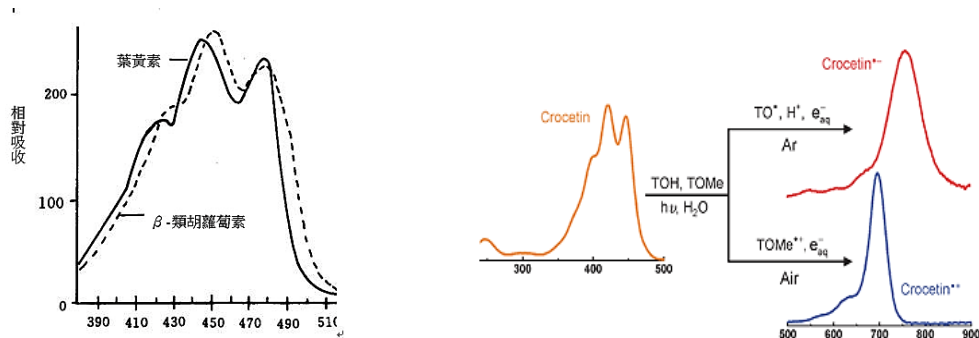 葉黃素
200
相對吸收
100
β-類胡蘿蔔素
0
390 410 430 450 470 490 510
Crocetin
300 400 500
TOH, TOMe
hν, H₂O
TO•, H⁺, e⁻aq
Ar
TOMe•⁺, e⁻aq
Air
Crocetin•−
Crocetin•+
500 600 700 800 900